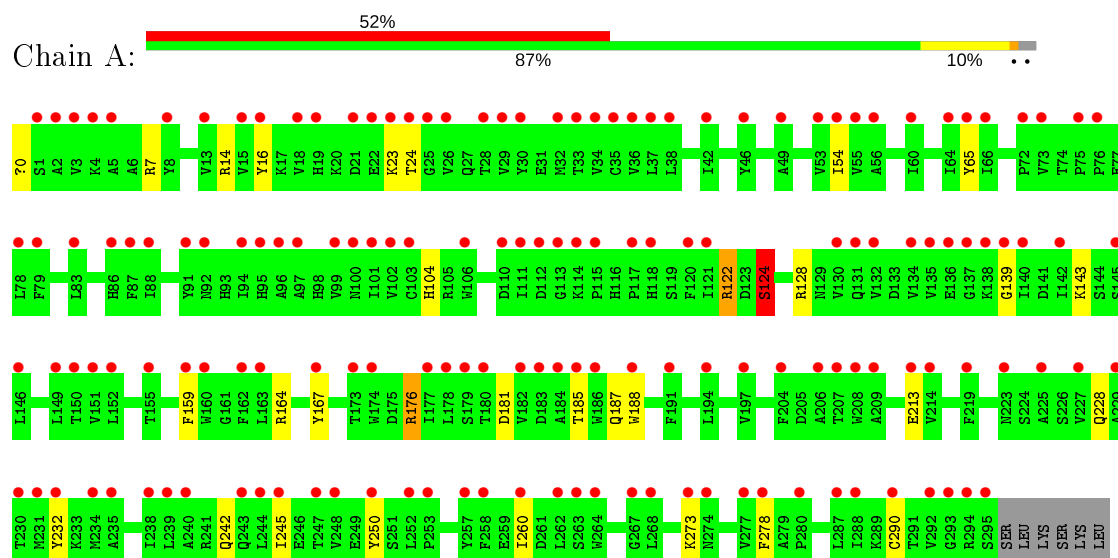 52%
Chain A:
87% 10% • •
?0 S1 A2 V3 K4 A5 A6 R7 Y8 V13 R14 V15 Y16 K17 V18 H19 K20 D21 E22 K23 T24 G25 V26 Q27 T28 V29 Y30 E31 M32 T33 V34 C35 V36 L37 L38 I42 Y46 A49 V53 I54 V55 A56 I60 I64 Y65 I66 P72 V73 T74 P75 P76 E77
L78 F79 L83 H86 F87 I88 Y91 N92 H93 I94 H95 A96 A97 H98 V99 N100 I101 V102 C103 H104 R105 W106 D110 I111 D112 G113 K114 P115 H116 P117 H118 S119 F120 I121 R122 D123 S124 R128 N129 V130 Q131 V132 D133 V134 V135 E136 G137 K138 G139 I140 D141 I142 K143 S144 S145
L146 L149 T150 V151 L152 T155 F159 W160 G161 F162 L163 R164 Y167 T173 W174 D175 R176 I177 L178 S179 T180 D181 V182 D183 A184 T185 W186 Q187 W188 F191 L194 V197 F204 D205 A206 T207 W208 A209 E213 V214 F219 N223 S224 A225 S226 V227 Q228 A229
T230 M231 Y232 K233 M234 A235 I238 L239 A240 R241 Q242 Q243 L244 I245 E246 T247 V248 A249 Y250 S251 L252 P253 Y257 F258 E259 I260 D261 L262 S263 W264 G267 L268 K273 N274 V277 F278 A279 P280 L287 I288 K289 C290 T291 V292 G293 R294 S295 SER LEU LYS SER LYS LEU